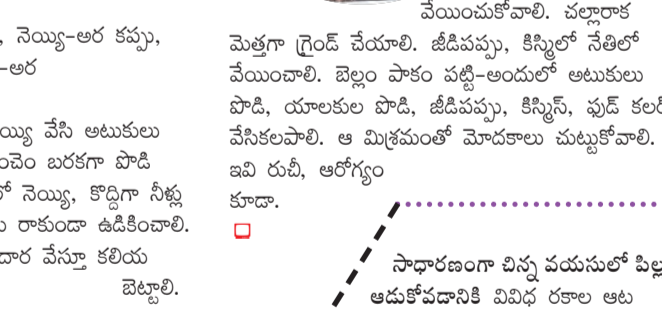 , నెయ్యి-అర కప్పు,
-అర
య్యి వేసి అటుకులు
ంచెం బరకగా పొడి
లో నెయ్యి, కొద్దిగా నీళ్లు
రాకుండా ఉడికించాలి.
దార వేస్తూ కలియ
బెట్టాలి.
వేయించుకోవాలి. చల్లారాక
మెత్తగా గ్రైండ్ చేయాలి. జీడిపప్పు, కిస్మిలో నేతిలో
వేయించాలి. బెల్లం పాకం పట్టి-అందులో అటుకులు
పొడి, యాలకుల పొడి, జీడిపప్పు, కిస్మిస్, ఫుడ్ కలర్
వేసికలపాలి. ఆ మిశ్రమంతో మోదకాలు చుట్టుకోవాలి.
ఇవి రుచీ, ఆరోగ్యం
కూడా.
సాధారణంగా చిన్న వయసులో పిల్ల
ఆడుకోవడానికి వివిధ రకాల ఆట